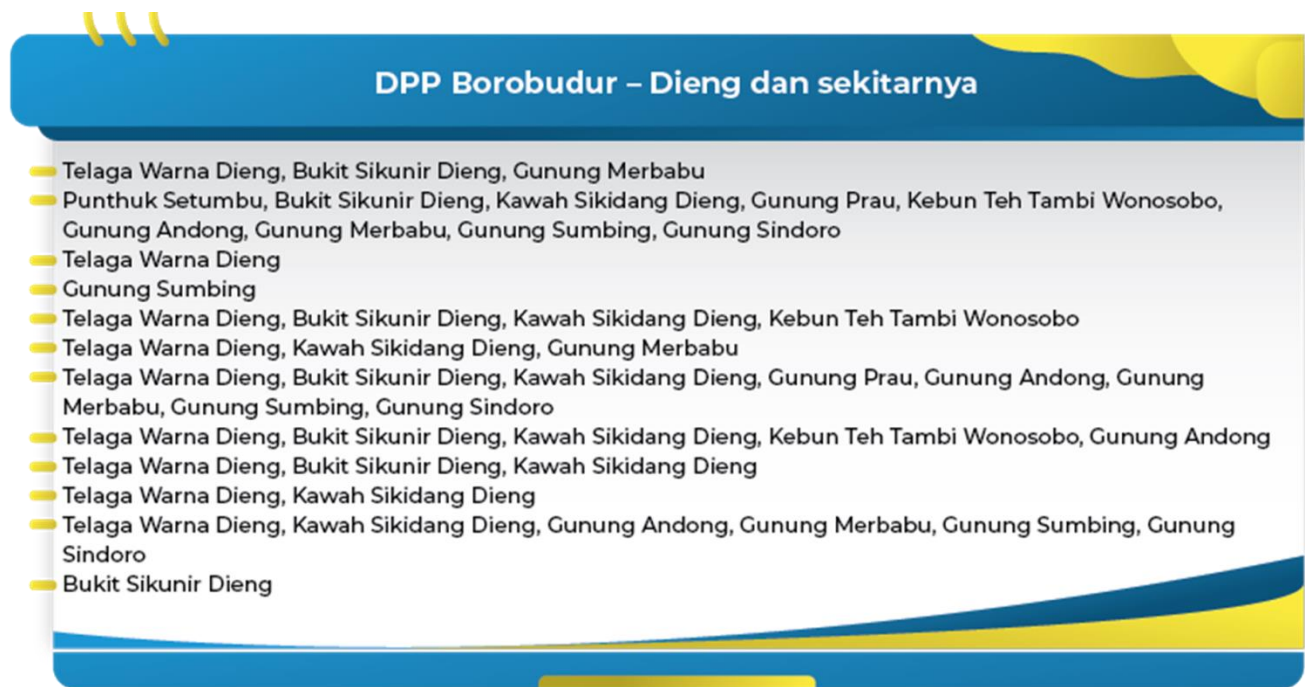 DPP Borobudur – Dieng dan sekitarnya
Telaga Warna Dieng, Bukit Sikunir Dieng, Gunung Merbabu
Punthuk Setumbu, Bukit Sikunir Dieng, Kawah Sikidang Dieng, Gunung Prau, Kebun Teh Tambi Wonosobo,
Gunung Andong, Gunung Merbabu, Gunung Sumbing, Gunung Sindoro
Telaga Warna Dieng
Gunung Sumbing
Telaga Warna Dieng, Bukit Sikunir Dieng, Kawah Sikidang Dieng, Kebun Teh Tambi Wonosobo
Telaga Warna Dieng, Kawah Sikidang Dieng, Gunung Merbabu
Telaga Warna Dieng, Bukit Sikunir Dieng, Kawah Sikidang Dieng, Gunung Prau, Gunung Andong, Gunung
Merbabu, Gunung Sumbing, Gunung Sindoro
Telaga Warna Dieng, Bukit Sikunir Dieng, Kawah Sikidang Dieng, Kebun Teh Tambi Wonosobo, Gunung Andong
Telaga Warna Dieng, Bukit Sikunir Dieng, Kawah Sikidang Dieng
Telaga Warna Dieng, Kawah Sikidang Dieng
Telaga Warna Dieng, Kawah Sikidang Dieng, Gunung Andong, Gunung Merbabu, Gunung Sumbing, Gunung
Sindoro
Bukit Sikunir Dieng